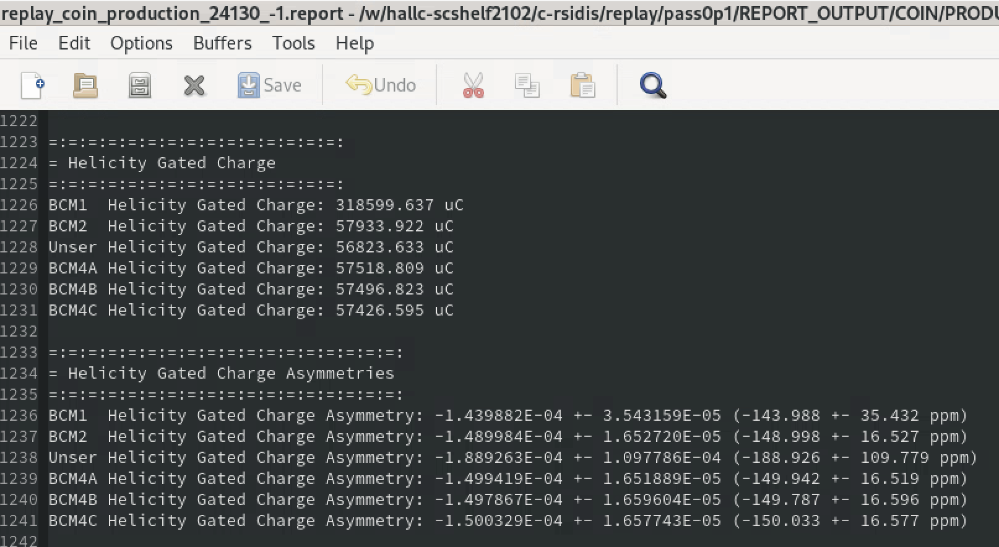 replay_coin_production_24130_-1.report - /w/hallc-scshelf2102/c-rsidis/replay/pass0p1/REPORT_OUTPUT/COIN/PRODU
File Edit Options Buffers Tools Help
Save Undo
1222
1223 =:=:=:=:=:=:=:=:=:=:=:=:=:=:=:
1224 = Helicity Gated Charge
1225 =:=:=:=:=:=:=:=:=:=:=:=:=:=:=:
1226 BCM1  Helicity Gated Charge: 318599.637 uC
1227 BCM2  Helicity Gated Charge: 57933.922 uC
1228 Unser Helicity Gated Charge: 56823.633 uC
1229 BCM4A Helicity Gated Charge: 57518.809 uC
1230 BCM4B Helicity Gated Charge: 57496.823 uC
1231 BCM4C Helicity Gated Charge: 57426.595 uC
1232
1233 =:=:=:=:=:=:=:=:=:=:=:=:=:=:=:=:=:=:
1234 = Helicity Gated Charge Asymmetries
1235 =:=:=:=:=:=:=:=:=:=:=:=:=:=:=:=:=:=:
1236 BCM1  Helicity Gated Charge Asymmetry: -1.439882E-04 +- 3.543159E-05 (-143.988 +- 35.432 ppm)
1237 BCM2  Helicity Gated Charge Asymmetry: -1.489984E-04 +- 1.652720E-05 (-148.998 +- 16.527 ppm)
1238 Unser Helicity Gated Charge Asymmetry: -1.889263E-04 +- 1.097786E-04 (-188.926 +- 109.779 ppm)
1239 BCM4A Helicity Gated Charge Asymmetry: -1.499419E-04 +- 1.651889E-05 (-149.942 +- 16.519 ppm)
1240 BCM4B Helicity Gated Charge Asymmetry: -1.497867E-04 +- 1.659604E-05 (-149.787 +- 16.596 ppm)
1241 BCM4C Helicity Gated Charge Asymmetry: -1.500329E-04 +- 1.657743E-05 (-150.033 +- 16.577 ppm)
1242